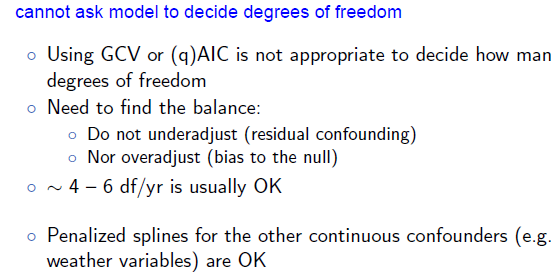 cannot ask model to decide degrees of freedom
Using GCV or (q)AIC is not appropriate to decide how man
degrees of freedom
Need to find the balance:
Do not underadjust (residual confounding)
Nor overadjust (bias to the null)
∼ 4 – 6 df/yr is usually OK
Penalized splines for the other continuous confounders (e.g.
weather variables) are OK